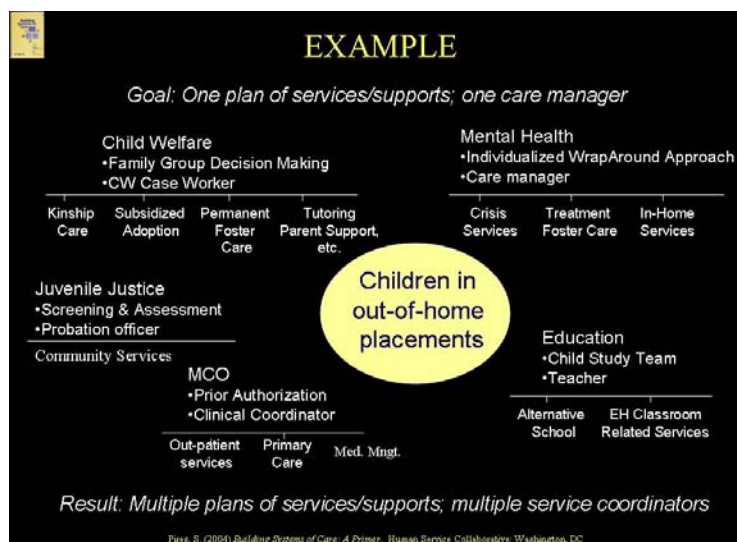 EXAMPLE
Goal: One plan of services/supports; one care manager
Child Welfare
•Family Group Decision Making
•CW Case Worker
Kinship Care
Subsidized Adoption
Permanent Foster Care
Tutoring Parent Support, etc.
Mental Health
•Individualized WrapAround Approach
•Care manager
Crisis Services
Treatment Foster Care
In-Home Services
Children in
out-of-home
placements
Juvenile Justice
•Screening & Assessment
•Probation officer
Community Services
MCO
•Prior Authorization
•Clinical Coordinator
Out-patient services
Primary Care
Med. Mngt.
Education
•Child Study Team
•Teacher
Alternative School
EH Classroom Related Services
Result: Multiple plans of services/supports; multiple service coordinators
Pires, S. (2004) Building Systems of Care: A Primer. Human Service Collaborative: Washington, DC